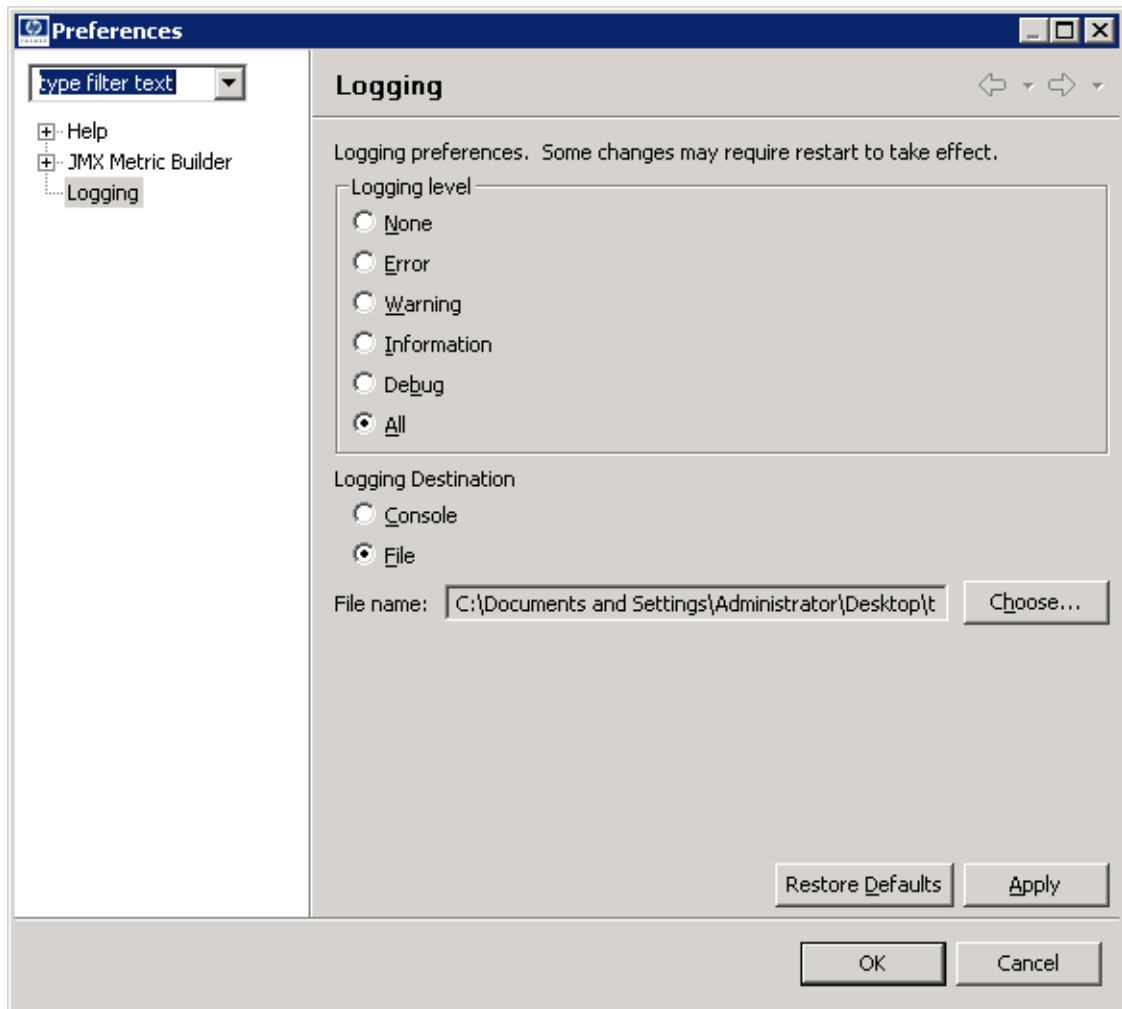 Preferences
type filter text
Help
JMX Metric Builder
Logging
Logging
Logging preferences.  Some changes may require restart to take effect.
Logging level
None
Error
Warning
Information
Debug
All
Logging Destination
Console
File
File name: C:\Documents and Settings\Administrator\Desktop\t Choose...
Restore Defaults Apply
OK Cancel